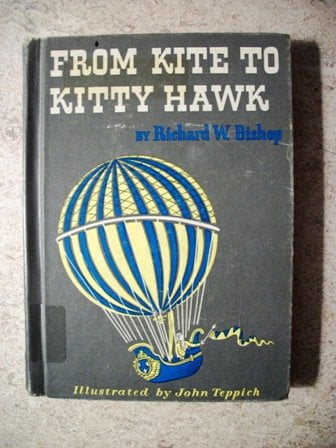 FROM KITE TO
KITTY HAWK
BY Richard W. Bishop
Illustrated by John Teppich